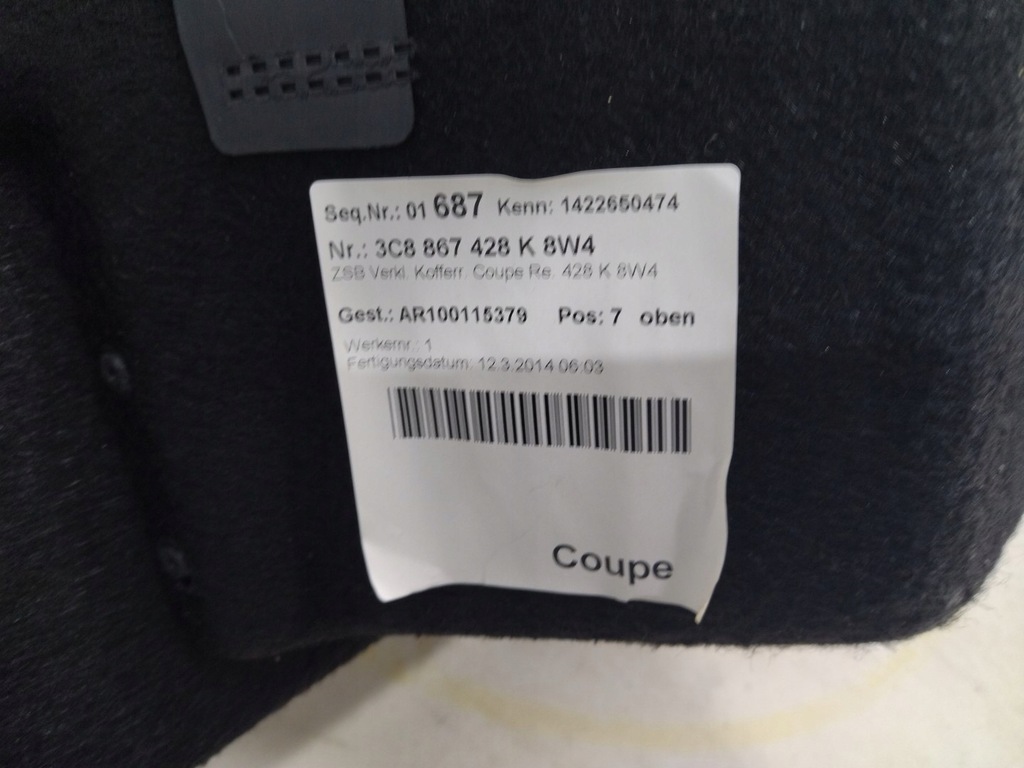 Seq.Nr.: 01 687 Kenn: 1422650474
Nr.: 3C8 867 428 K 8W4
ZSB Verkl. Kofferr. Coupe Re. 428 K 8W4
Gest.: AR100115379 Pos: 7 oben
Werkernr.: 1
Fertigungsdatum: 12.3.2014 06:03
Coupe